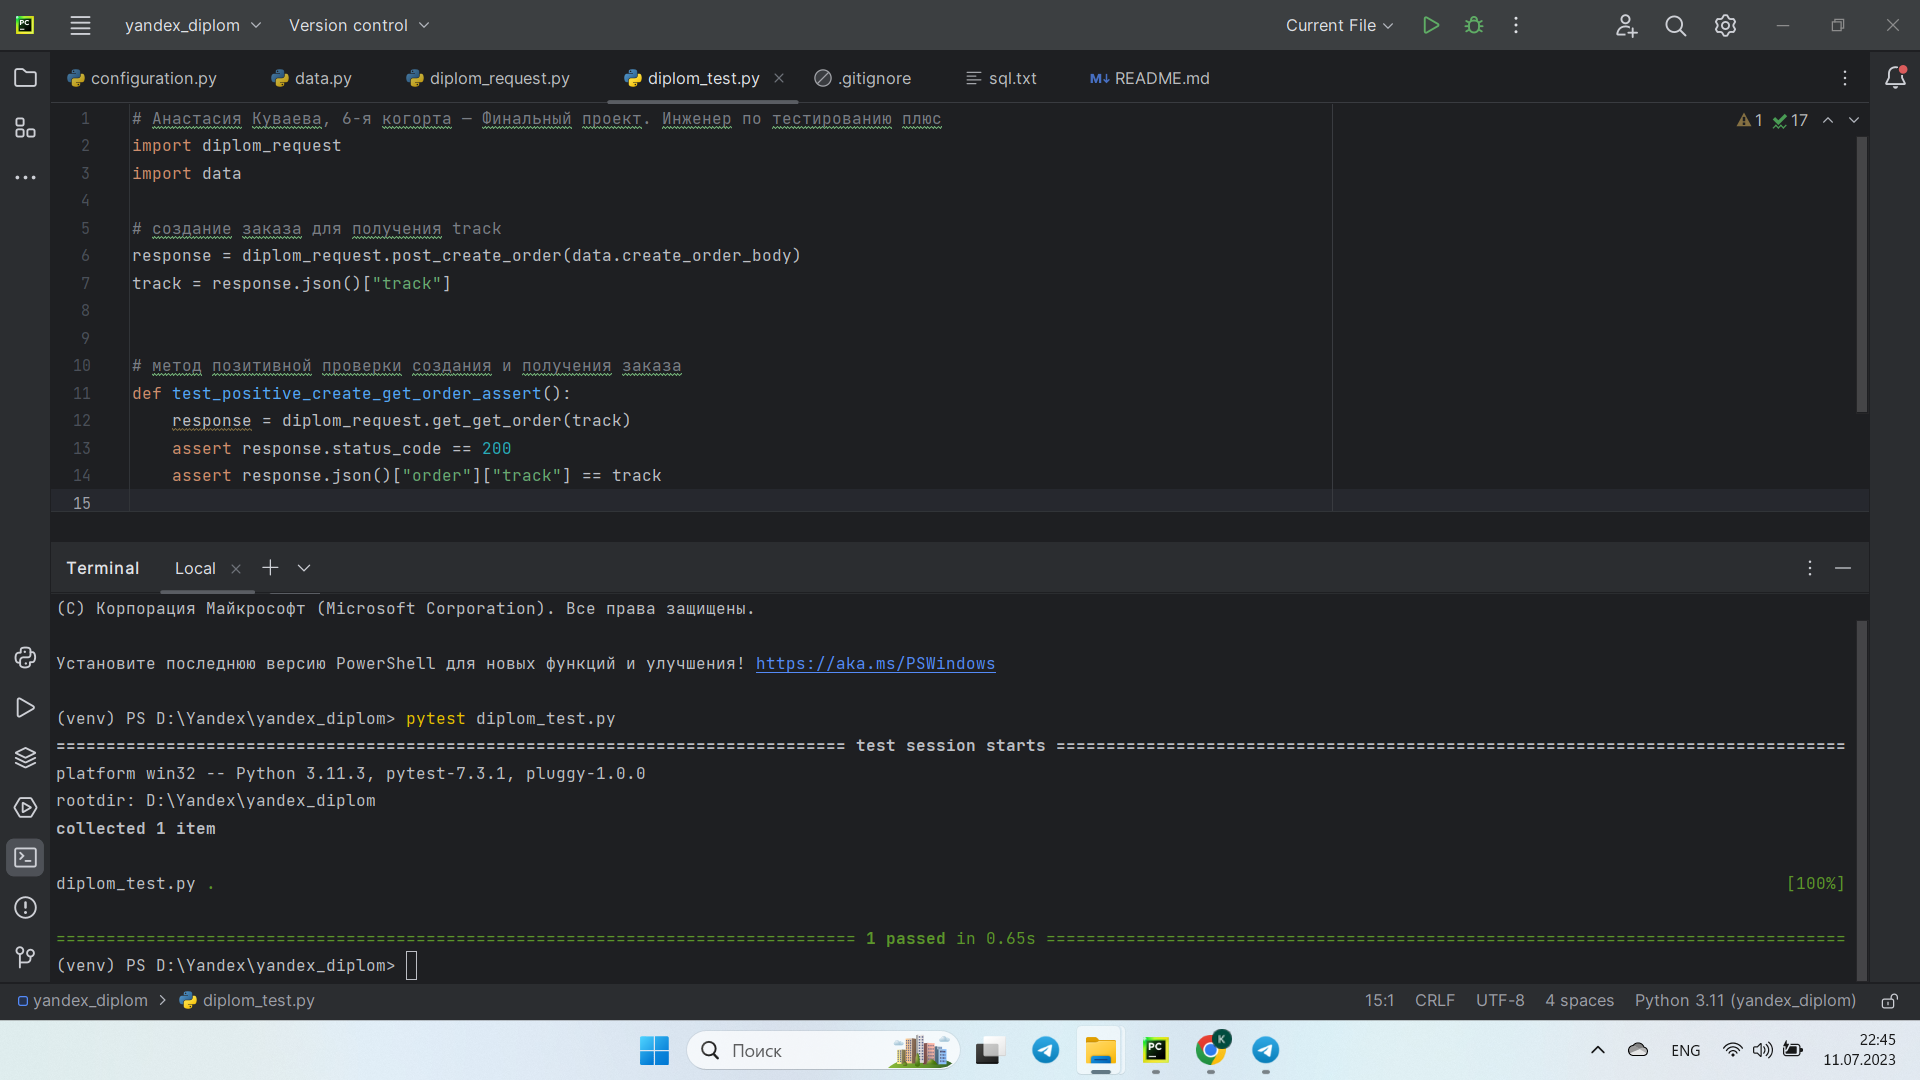 yandex_diplom Version control Current File
configuration.py data.py diplom_request.py diplom_test.py .gitignore sql.txt M↓ README.md
1 # Анастасия Куваева, 6-я когорта — Финальный проект. Инженер по тестированию плюс 1 17
2 import diplom_request
3 import data
4
5 # создание заказа для получения track
6 response = diplom_request.post_create_order(data.create_order_body)
7 track = response.json()["track"]
8
9
10 # метод позитивной проверки создания и получения заказа
11 def test_positive_create_get_order_assert():
12 response = diplom_request.get_get_order(track)
13 assert response.status_code == 200
14 assert response.json()["order"]["track"] == track
15
Terminal Local
(C) Корпорация Майкрософт (Microsoft Corporation). Все права защищены.
Установите последнюю версию PowerShell для новых функций и улучшения! https://aka.ms/PSWindows
(venv) PS D:\Yandex\yandex_diplom> pytest diplom_test.py
=============================================================================== test session starts ===============================================================================
platform win32 -- Python 3.11.3, pytest-7.3.1, pluggy-1.0.0
rootdir: D:\Yandex\yandex_diplom
collected 1 item
diplom_test.py . [100%]
================================================================================ 1 passed in 0.65s ================================================================================
(venv) PS D:\Yandex\yandex_diplom>
yandex_diplom > diplom_test.py 15:1 CRLF UTF-8 4 spaces Python 3.11 (yandex_diplom)
Поиск PC K ENG 22:45
11.07.2023